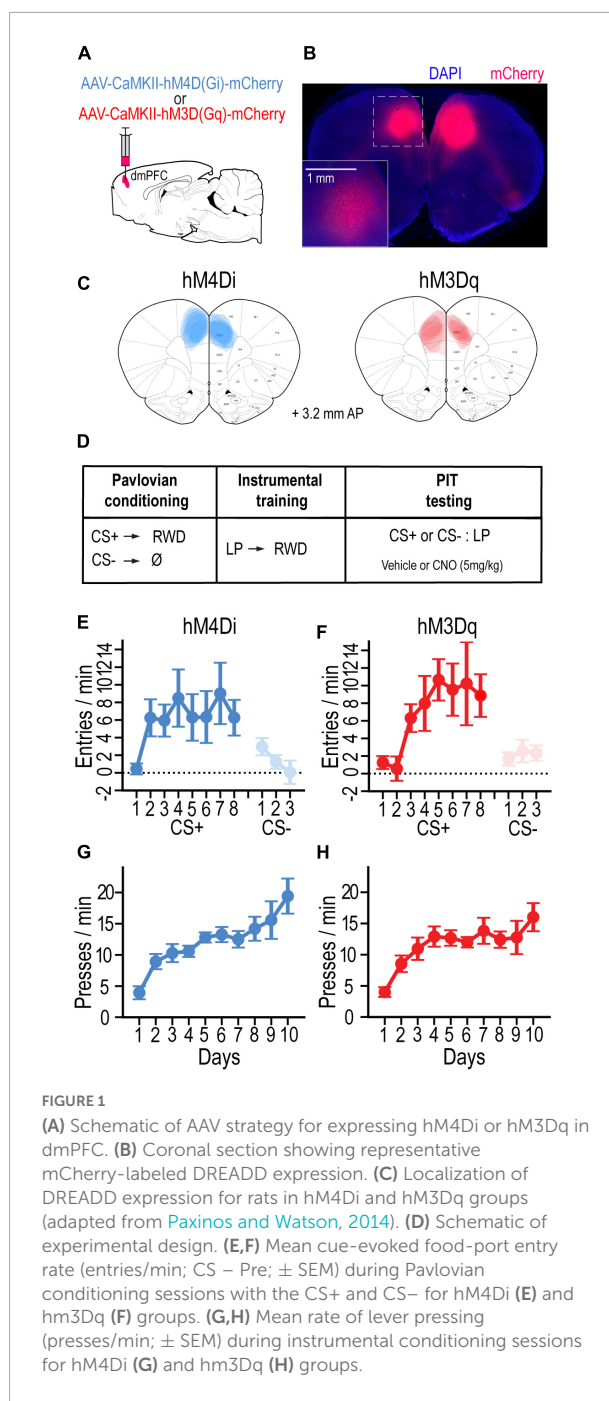 A
AAV-CaMKII-hM4D(Gi)-mCherry
or
AAV-CaMKII-hM3D(Gq)-mCherry
dmPFC
B
DAPI mCherry
1 mm
C
hM4Di hM3Dq
+ 3.2 mm AP
D
Pavlovian conditioning Instrumental training PIT testing
CS+ → RWD
CS- → Ø
LP → RWD
CS+ or CS- : LP
Vehicle or CNO (5mg/kg)
E
hM4Di
Entries / min
-2 0 2 4 6 8 10 12 14
1 2 3 4 5 6 7 8 1 2 3
CS+ CS-
F
hM3Dq
Entries / min
-2 0 2 4 6 8 10 12 14
1 2 3 4 5 6 7 8 1 2 3
CS+ CS-
G
Presses / min
0 5 10 15 20
1 2 3 4 5 6 7 8 9 10
Days
H
Presses / min
0 5 10 15 20
1 2 3 4 5 6 7 8 9 10
Days
FIGURE 1
(A) Schematic of AAV strategy for expressing hM4Di or hM3Dq in
dmPFC. (B) Coronal section showing representative
mCherry-labeled DREADD expression. (C) Localization of
DREADD expression for rats in hM4Di and hM3Dq groups
(adapted from Paxinos and Watson, 2014). (D) Schematic of
experimental design. (E,F) Mean cue-evoked food-port entry
rate (entries/min; CS – Pre; ± SEM) during Pavlovian
conditioning sessions with the CS+ and CS– for hM4Di (E) and
hm3Dq (F) groups. (G,H) Mean rate of lever pressing
(presses/min; ± SEM) during instrumental conditioning sessions
for hM4Di (G) and hm3Dq (H) groups.